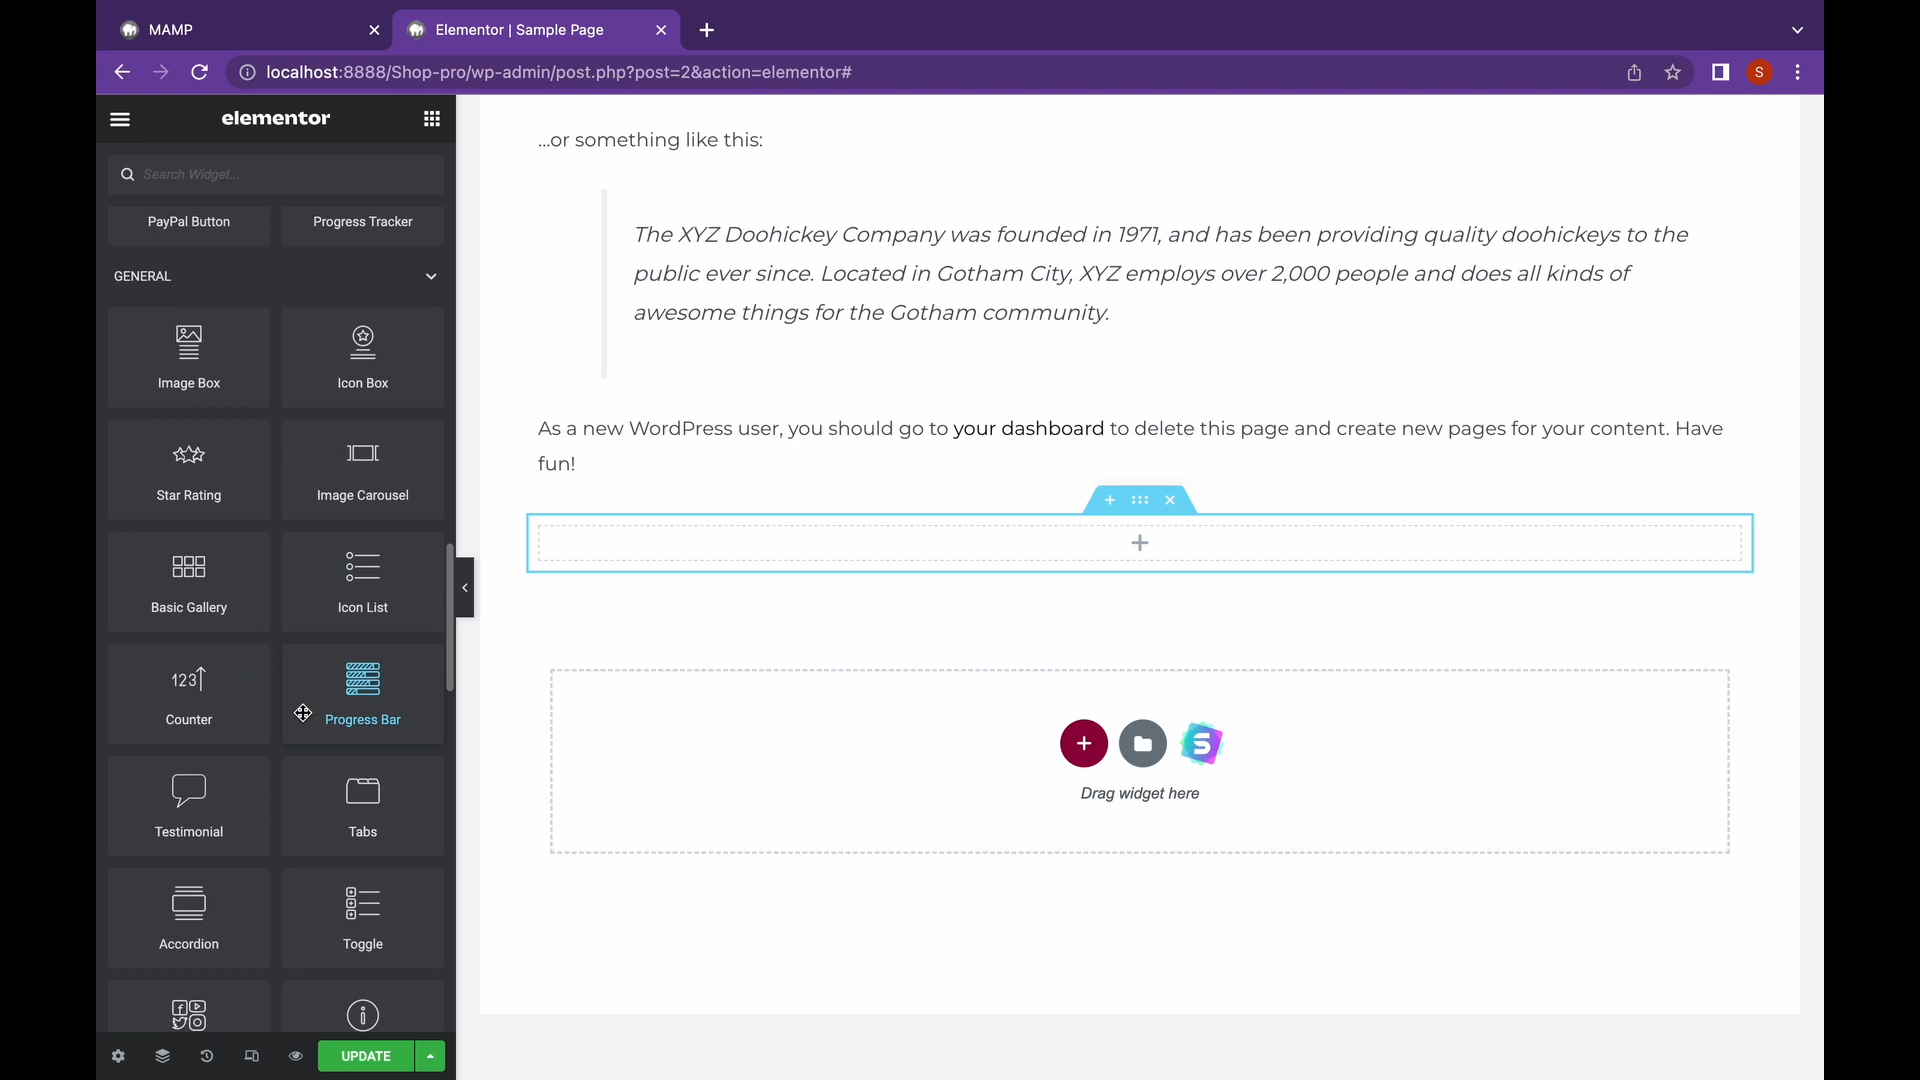 MAMP
Elementor | Sample Page
localhost:8888/Shop-pro/wp-admin/post.php?post=2&action=elementor#
S
elementor
Search Widget...
PayPal Button
Progress Tracker
GENERAL
Image Box
Icon Box
Star Rating
Image Carousel
Basic Gallery
Icon List
123
Counter
Progress Bar
Testimonial
Tabs
Accordion
Toggle
UPDATE
...or something like this:
The XYZ Doohickey Company was founded in 1971, and has been providing quality doohickeys to the
public ever since. Located in Gotham City, XYZ employs over 2,000 people and does all kinds of
awesome things for the Gotham community.
As a new WordPress user, you should go to your dashboard to delete this page and create new pages for your content. Have
fun!
S
Drag widget here